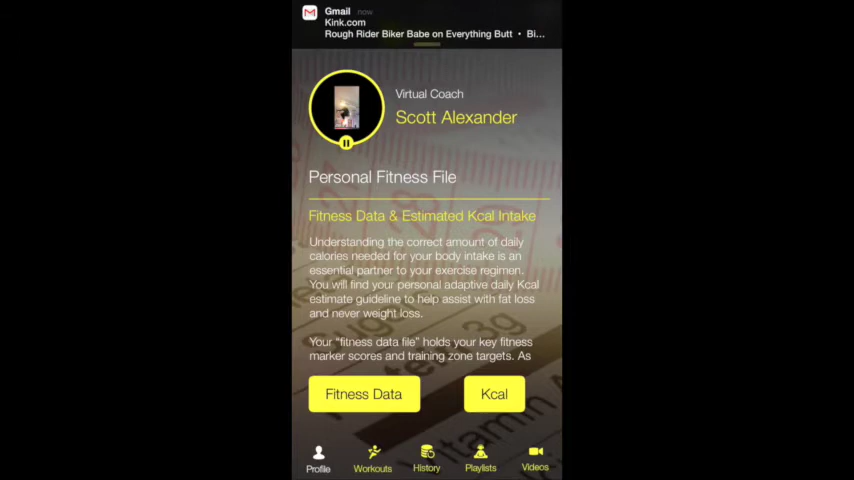 Gmail now
Kink.com
Rough Rider Biker Babe on Everything Butt • Bi...
Virtual Coach
Scott Alexander
Personal Fitness File
Fitness Data & Estimated Kcal Intake
Understanding the correct amount of daily
calories needed for your body intake is an
essential partner to your exercise regimen.
You will find your personal adaptive daily Kcal
estimate guideline to help assist with fat loss
and never weight loss.
Your “fitness data file” holds your key fitness
marker scores and training zone targets. As
Fitness Data Kcal
Profile Workouts History Playlists Videos